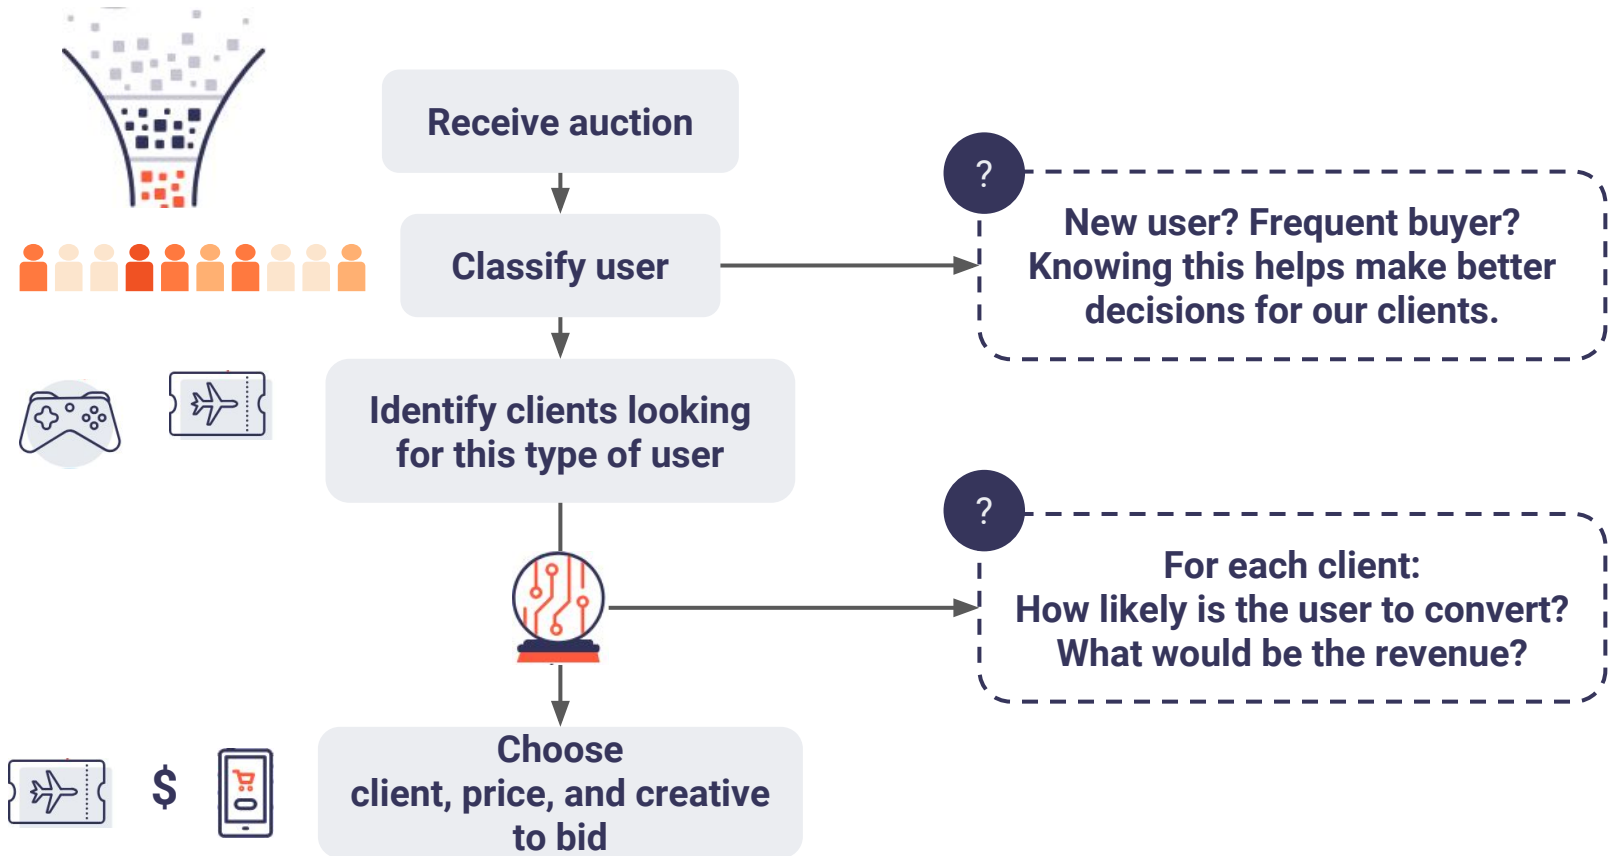 Receive auction
?
Classify user
New user? Frequent buyer?
Knowing this helps make better
decisions for our clients.
Identify clients looking
for this type of user
?
For each client:
How likely is the user to convert?
What would be the revenue?
Choose
client, price, and creative
to bid
$